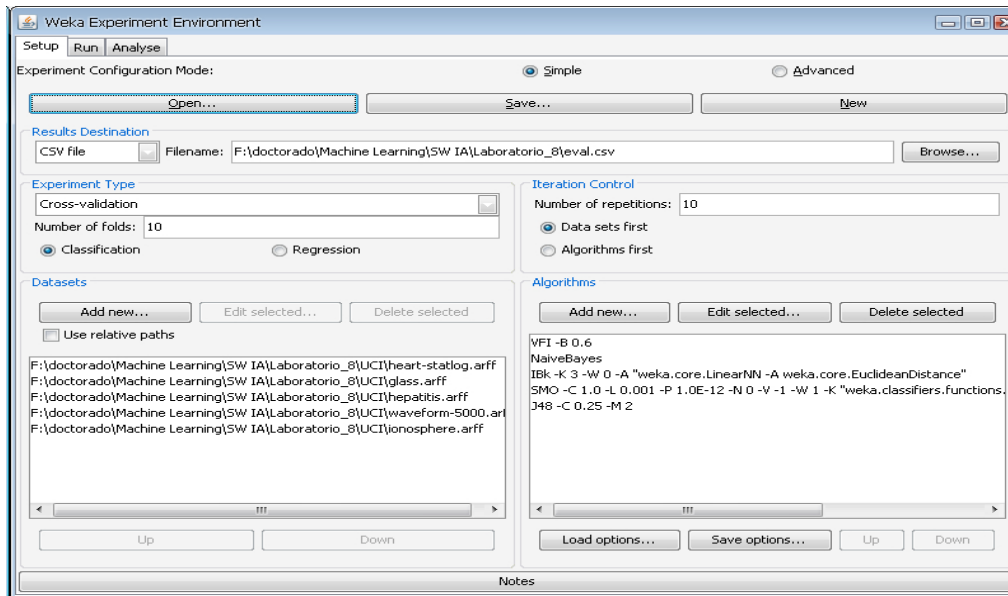 Weka Experiment Environment
Setup Run Analyse
Experiment Configuration Mode: Simple Advanced
Open... Save... New
Results Destination
CSV file Filename: F:\doctorado\Machine Learning\SW IA\Laboratorio_8\eval.csv Browse...
Experiment Type
Cross-validation
Number of folds: 10
Classification Regression
Iteration Control
Number of repetitions: 10
Data sets first
Algorithms first
Datasets
Add new... Edit selected... Delete selected
Use relative paths
F:\doctorado\Machine Learning\SW IA\Laboratorio_8\UCI\heart-statlog.arff
F:\doctorado\Machine Learning\SW IA\Laboratorio_8\UCI\glass.arff
F:\doctorado\Machine Learning\SW IA\Laboratorio_8\UCI\hepatitis.arff
F:\doctorado\Machine Learning\SW IA\Laboratorio_8\UCI\waveform-5000.arf
F:\doctorado\Machine Learning\SW IA\Laboratorio_8\UCI\ionosphere.arff
Up Down
Algorithms
Add new... Edit selected... Delete selected
VFI -B 0.6
NaiveBayes
IBk -K 3 -W 0 -A "weka.core.LinearNN -A weka.core.EuclideanDistance"
SMO -C 1.0 -L 0.001 -P 1.0E-12 -N 0 -V -1 -W 1 -K "weka.classifiers.functions.
J48 -C 0.25 -M 2
Load options... Save options... Up Down
Notes